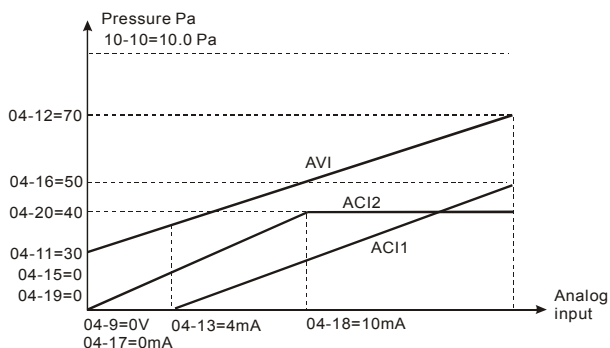 Pressure Pa
10-10=10.0 Pa
04-12=70
AVI
04-16=50
04-20=40
ACI2
04-11=30
ACI1
04-15=0
04-19=0
Analog
input
04-9=0V
04-13=4mA
04-18=10mA
04-17=0mA